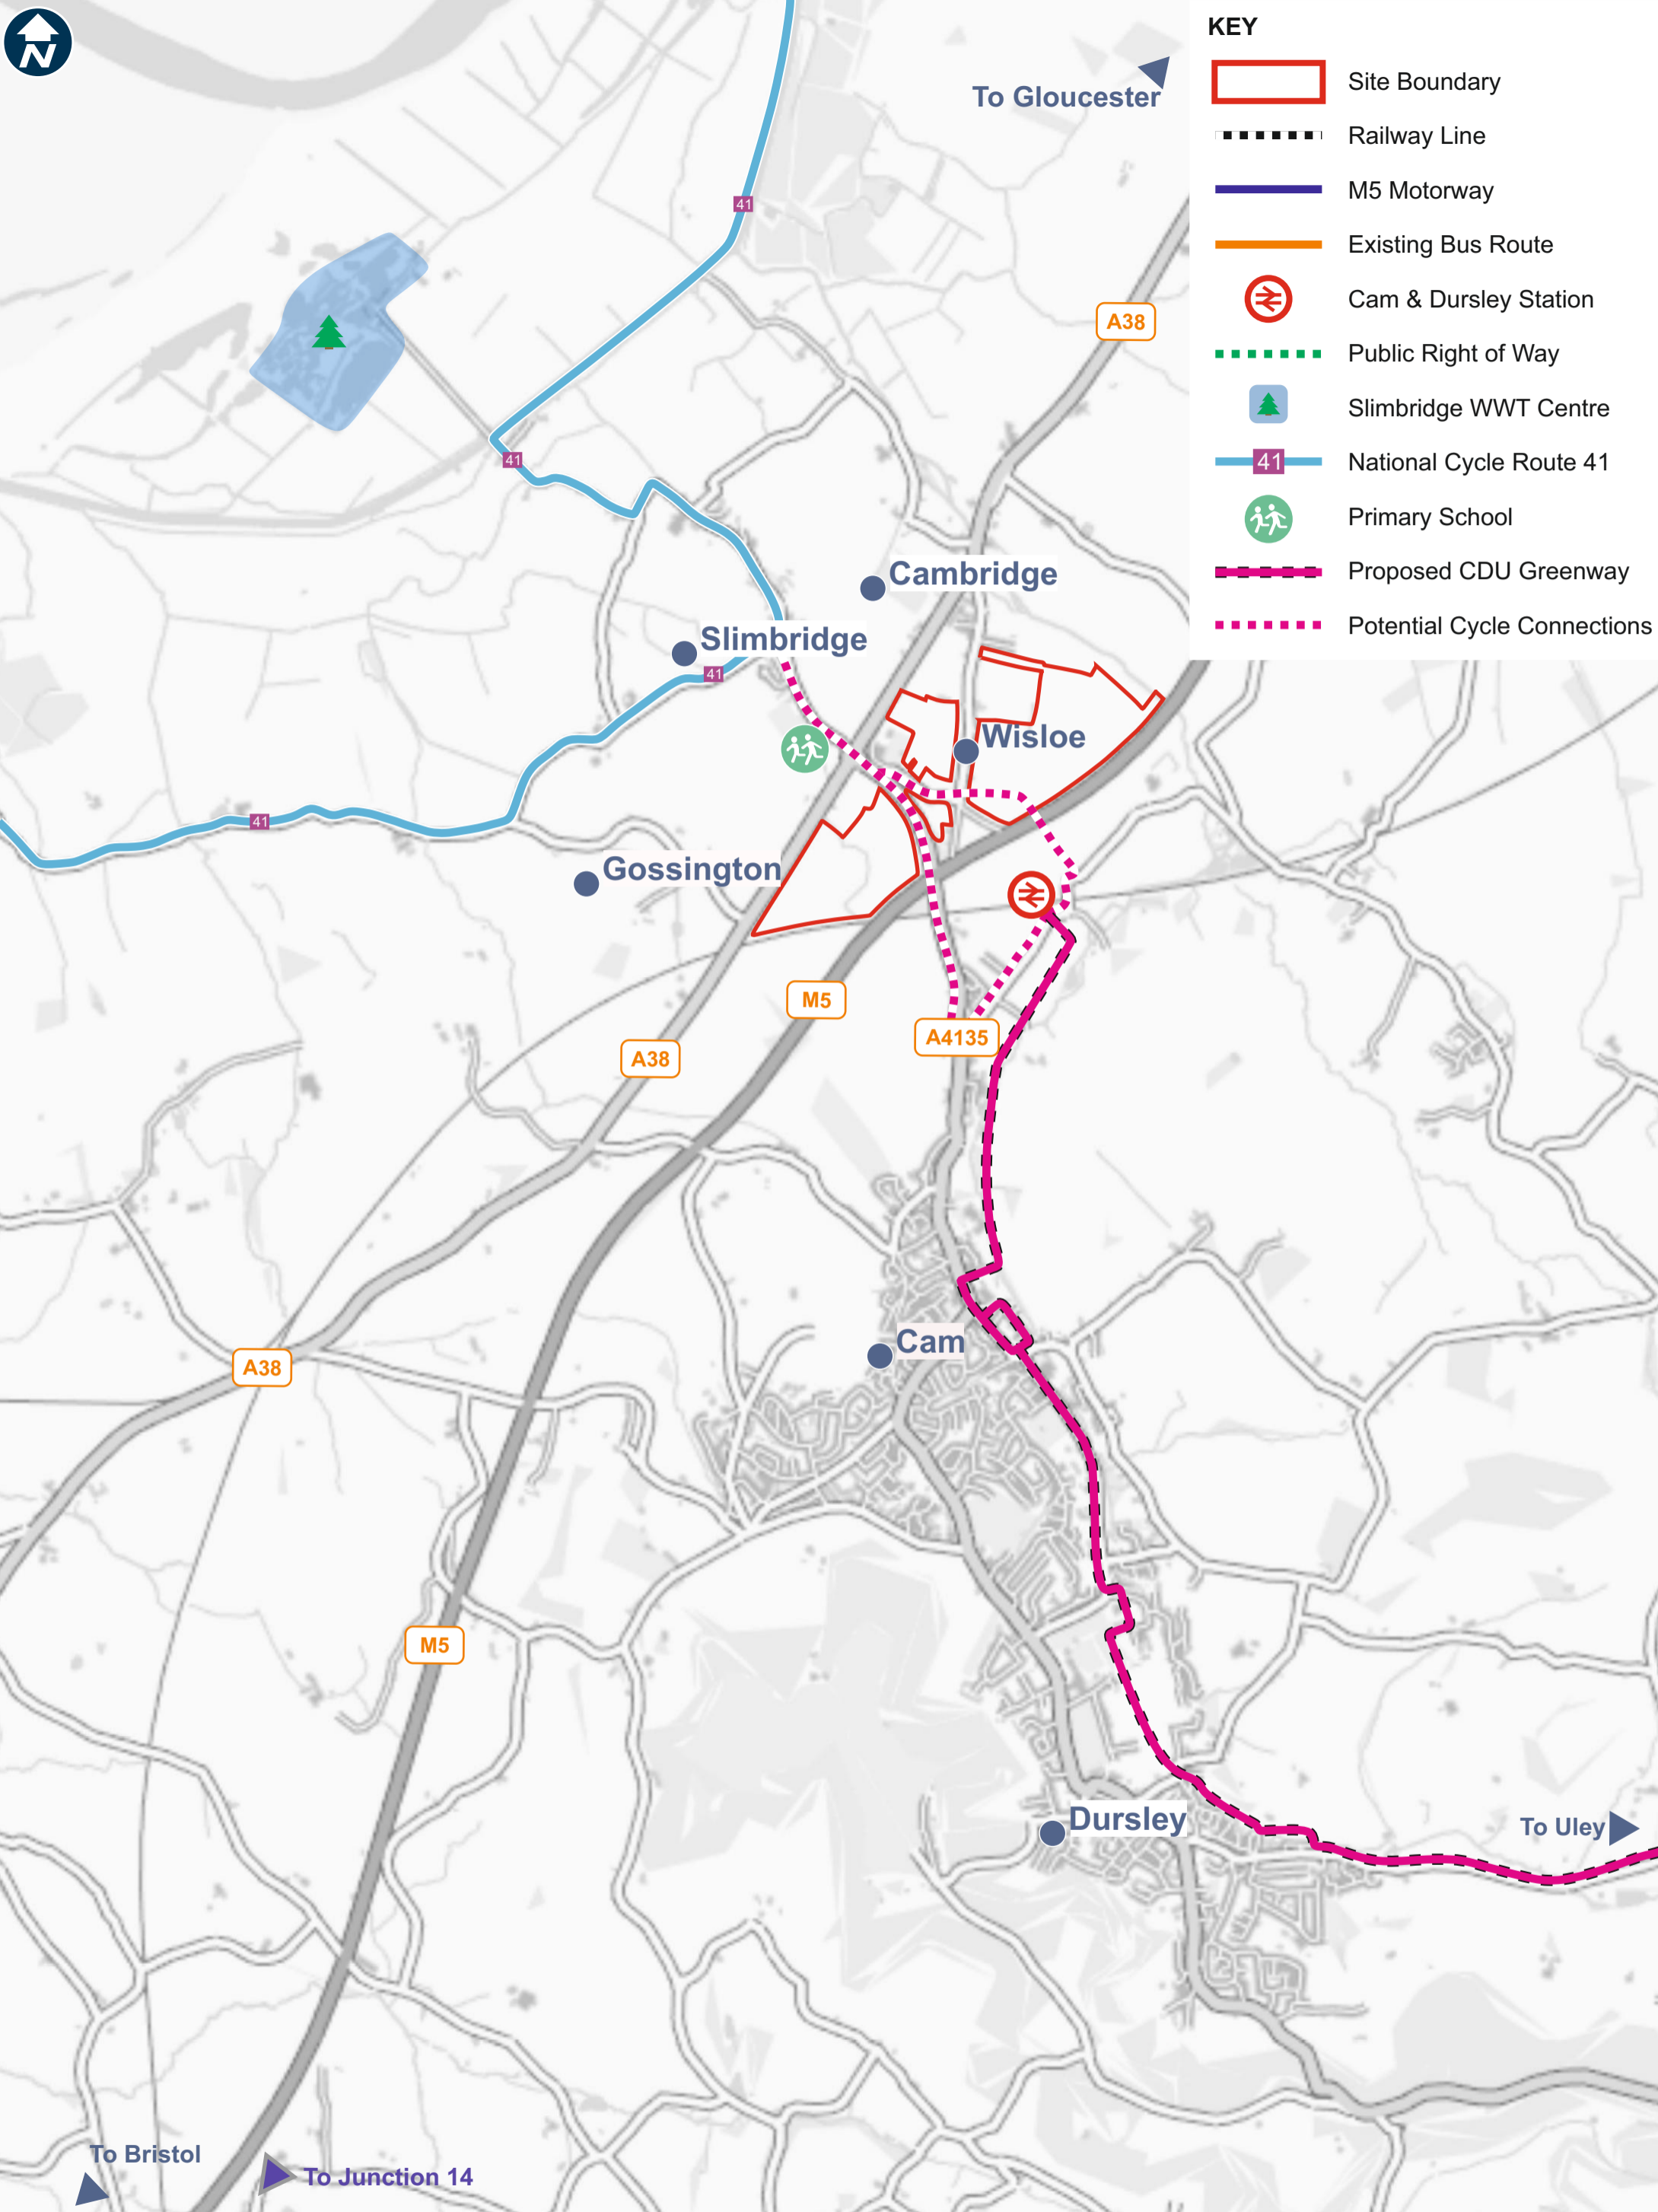 N
To Gloucester
KEY
Site Boundary
Railway Line
M5 Motorway
Existing Bus Route
Cam & Dursley Station
Public Right of Way
Slimbridge WWT Centre
41 National Cycle Route 41
Primary School
Proposed CDU Greenway
Potential Cycle Connections
41
A38
41
Cambridge
Slimbridge
41
Wisloe
41
Gossington
M5
A4135
A38
Cam
A38
M5
Dursley
To Uley
To Bristol
To Junction 14